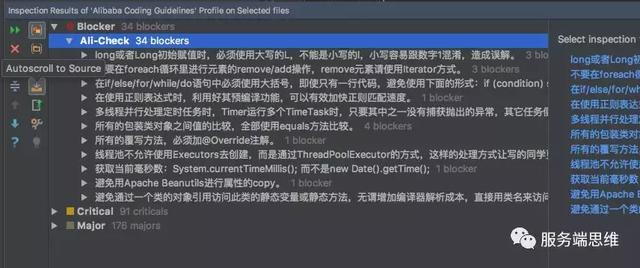 Inspection Results of 'Alibaba Coding Guidelines' Profile on Selected files
Blocker 34 blockers
Ali-Check 34 blockers
long或者Long初始赋值时，必须使用大写的L，不能是小写的l，小写容易跟数字1混淆，造成误解。
Autoscroll to Source
要在foreach循环里进行元素的remove/add操作，remove元素请使用Iterator方式。
在if/else/for/while/do语句中必须使用大括号，即使只有一行代码，避免使用下面的形式：if (condition)
在使用正则表达式时，利用好其预编译功能，可以有效加快正则匹配速度。
多线程并行处理定时任务时，Timer运行多个TimeTask时，只要其中之一没有捕获抛出的异常，其它任务便
所有的包装类对象之间值的比较，全部使用equals方法比较。 4 blockers
所有的覆写方法，必须加@Override注解。 1 blocker
线程池不允许使用Executors去创建，而是通过ThreadPoolExecutor的方式，这样的处理方式让写的同学更
获取当前毫秒数：System.currentTimeMillis(); 而不是new Date().getTime(); 1 blocker
避免用Apache Beanutils进行属性的copy。 1 blocker
避免通过一个类的对象引用访问此类的静态变量或静态方法，无谓增加编译器解析成本，直接用类名来访问
Critical 91 criticals
Major 176 majors
Select inspection
long或者Long初
不要在foreach循
在if/else/for/wh
在使用正则表达式
多线程并行处理定
所有的包装类对象
所有的覆写方法
线程池不允许使用
获取当前毫秒数：
避免用Apache B
避免通过一个类的
服务端思维